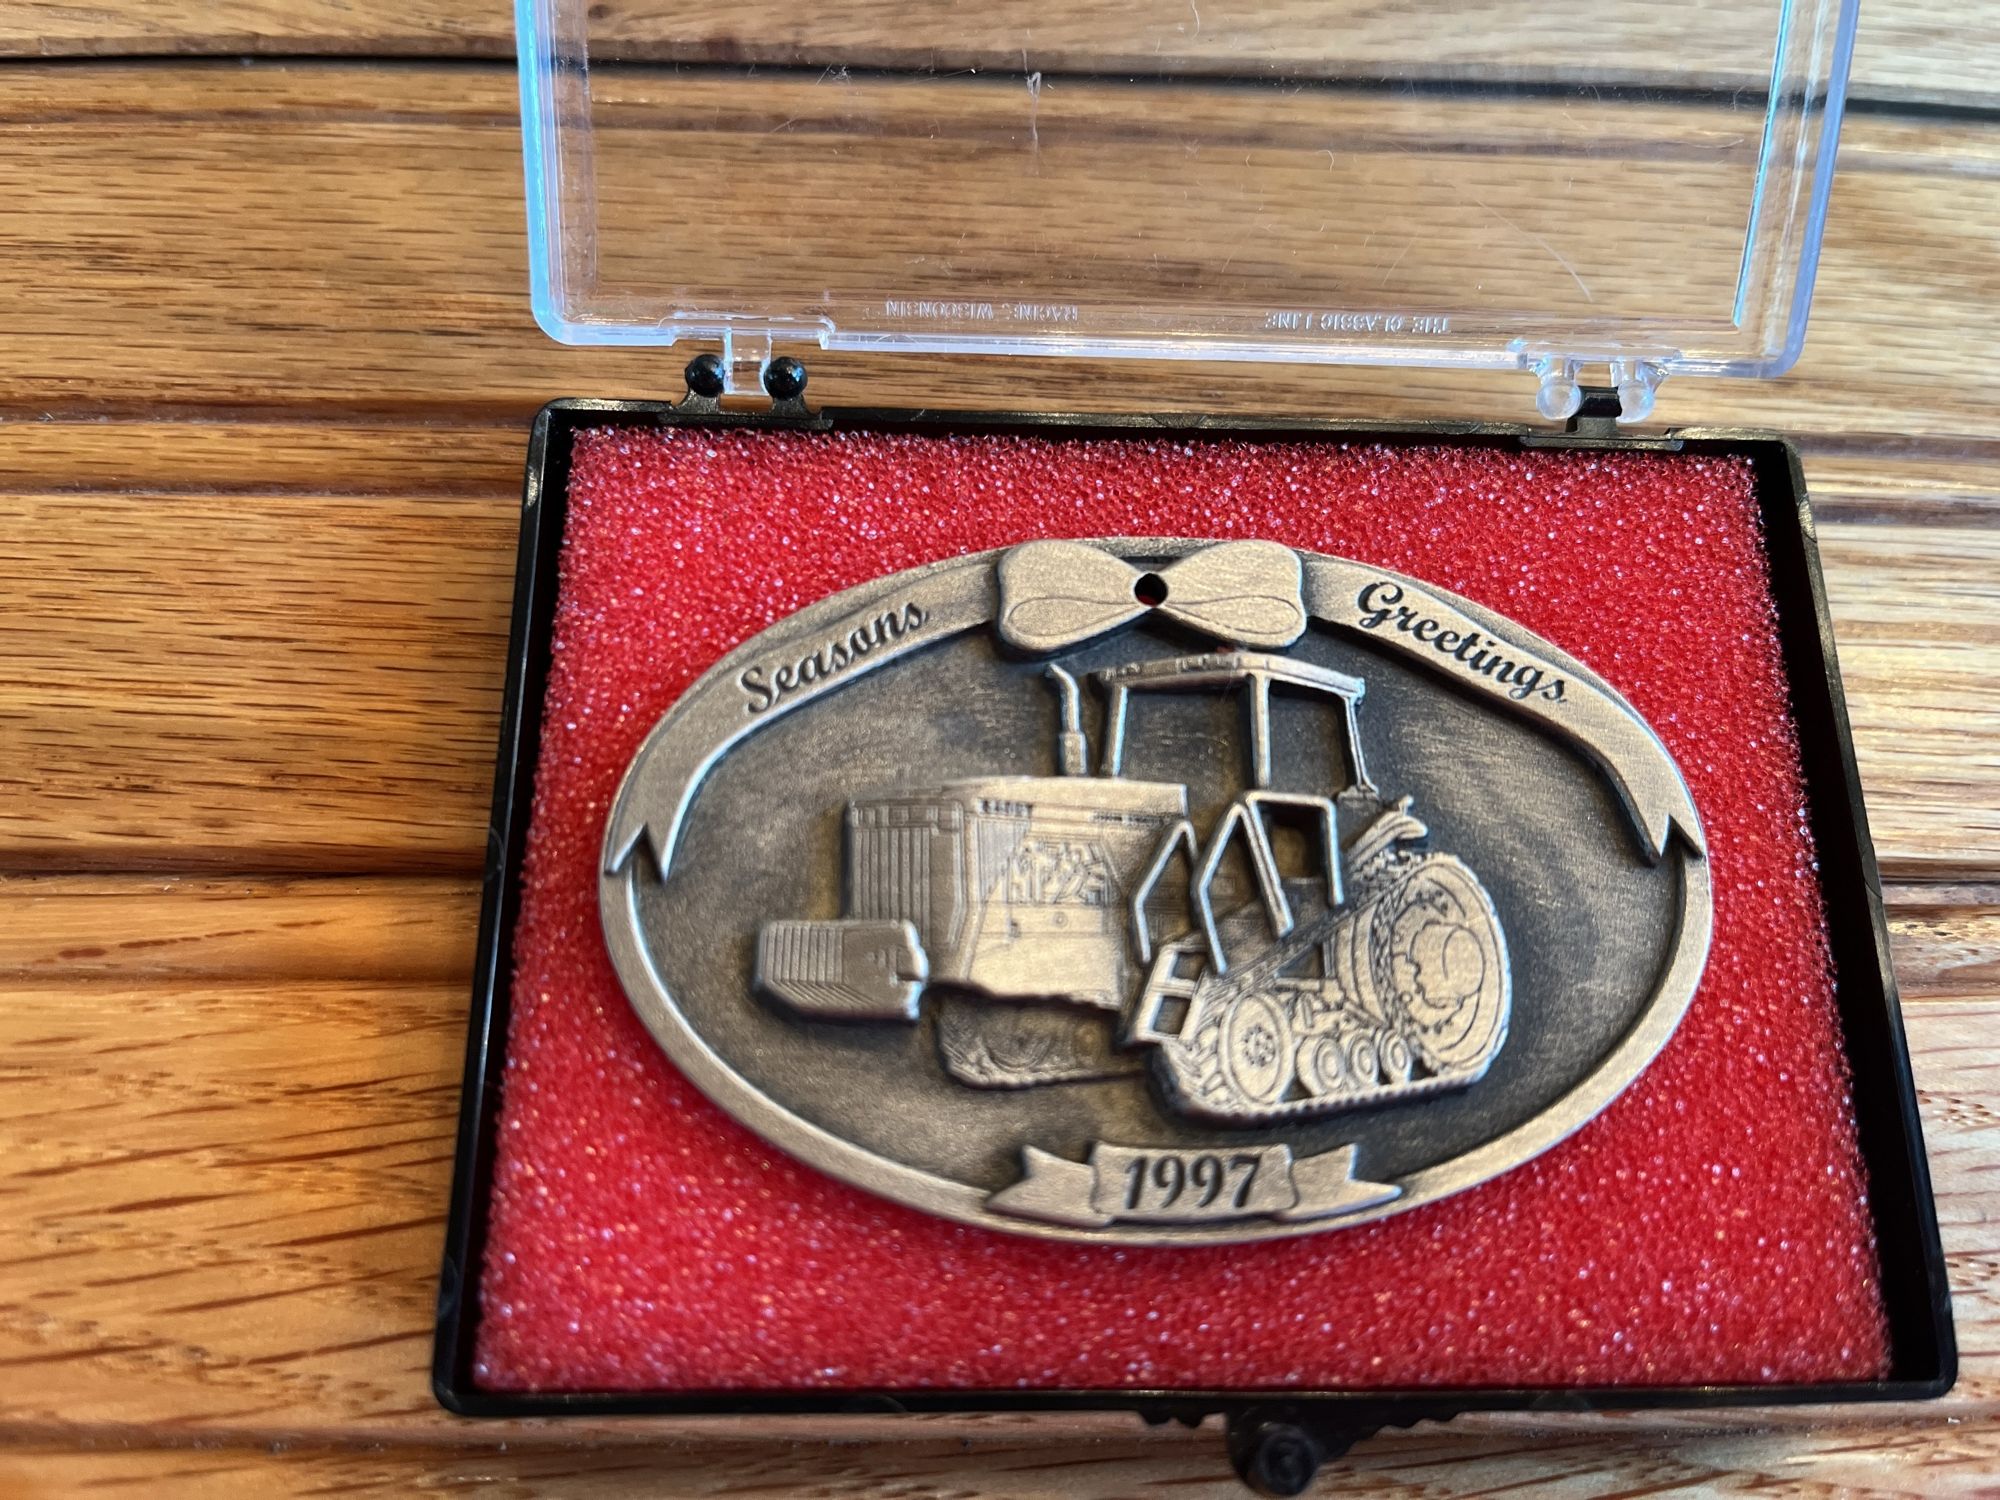 THE CLASSIC LINE
RACINE, WISCONSIN
Seasons
Greetings
1997